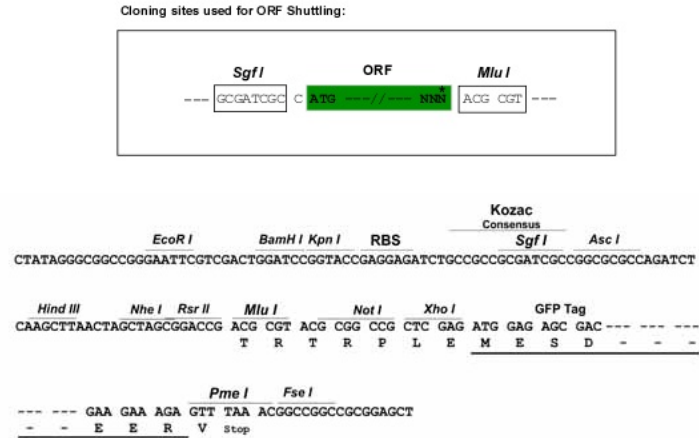 Cloning sites used for ORF Shuttling:
Sgf I ORF Mlu I
--- GCGATCGC C ATG ---//--- NNN* ACG CGT ---
Kozac
Consensus
EcoR I BamH I Kpn I RBS Sgf I Asc I
CTATAGGGCGGCCGGGAATTCGTCGACTGGATCCGGTACCGAGGAGATCTGCCGCCGCGATCGCCGGCGCGCCAGATCT
Hind III Nhe I Rsr II Mlu I Not I Xho I GFP Tag
CAAGCTTAACTAGCTAGCGGACCG ACG CGT ACG CGG CCG CTC GAG ATG GAG AGC GAC --- --- ---
T R T R P L E M E S D - - -
Pme I Fse I
--- --- GAA GAA AGA GTT TAA ACGGCCGGCCGCGGAGCT
- - E E R V Stop